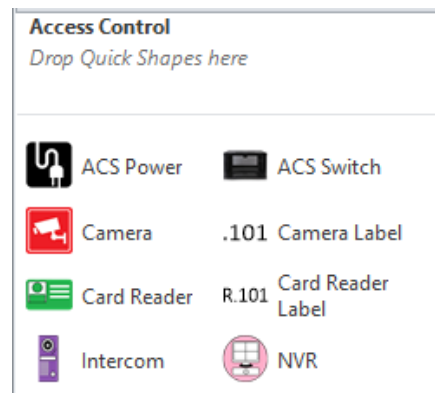 Access Control
Drop Quick Shapes here
ACS Power
ACS Switch
Camera
.101 Camera Label
Card Reader
R.101 Card Reader
Label
Intercom
NVR